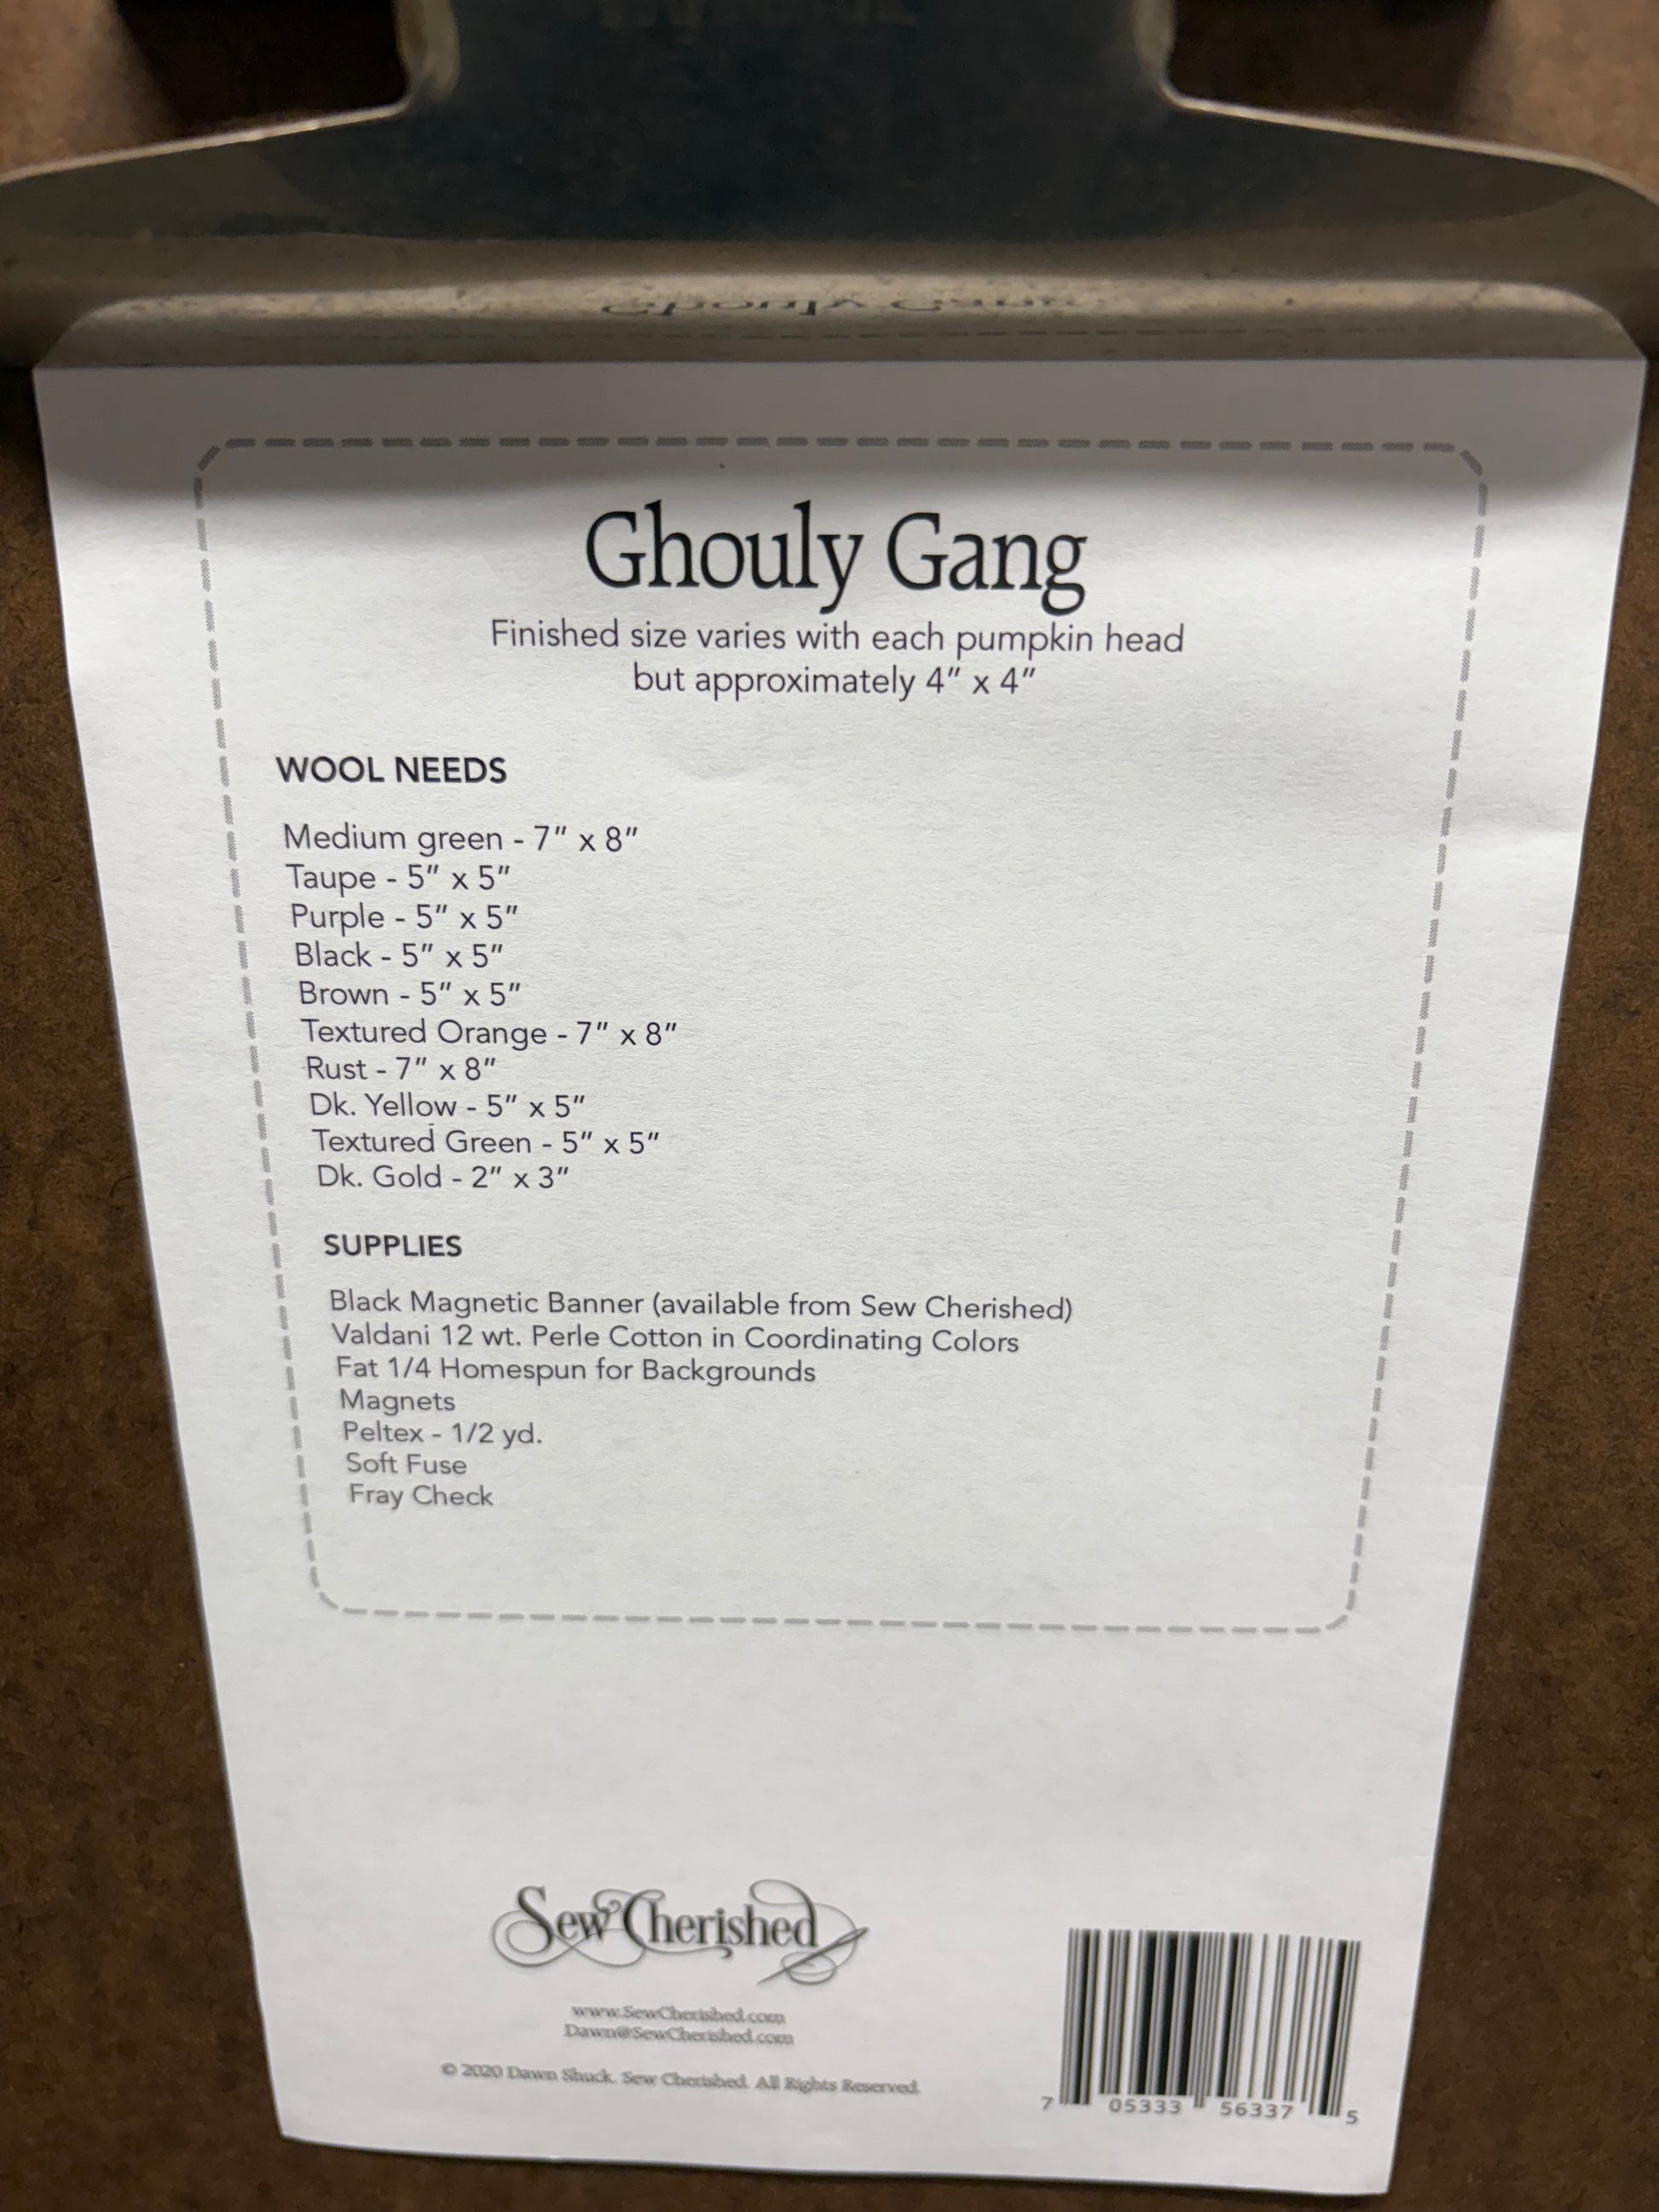 Ghouly Gang
Finished size varies with each pumpkin head
but approximately 4" x 4"
WOOL NEEDS
Medium green - 7" x 8"
Taupe - 5" x 5"
Purple - 5" x 5"
Black - 5" x 5"
Brown - 5" x 5"
Textured Orange - 7" x 8"
Rust - 7" x 8"
Dk. Yellow - 5" x 5"
Textured Green - 5" x 5"
Dk. Gold - 2" x 3"
SUPPLIES
Black Magnetic Banner (available from Sew Cherished)
Valdani 12 wt. Perle Cotton in Coordinating Colors
Fat 1/4 Homespun for Backgrounds
Magnets
Peltex - 1/2 yd.
Soft Fuse
Fray Check
Sew Cherished
www.SewCherished.com
Dawn@SewCherished.com
© 2020 Dawn Shuck. Sew Cherished. All Rights Reserved.
7 05333 56337 5